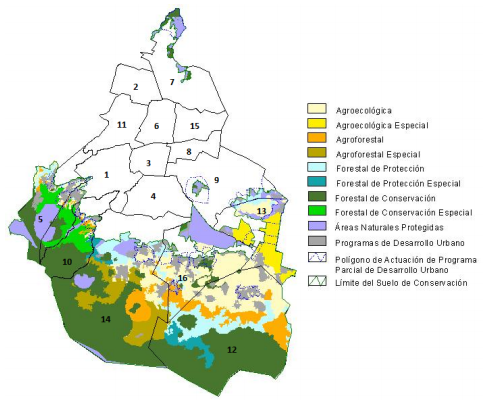 7
2
11
6
15
8
3
1
9
4
13
5
10
16
14
12
Agroecológica
Agroecológica Especial
Agroforestal
Agroforestal Especial
Forestal de Protección
Forestal de Protección Especial
Forestal de Conservación
Forestal de Conservación Especial
Áreas Naturales Protegidas
Programas de Desarrollo Urbano
Polígono de Actuación de Programa
Parcial de Desarrollo Urbano
Límite del Suelo de Conservación